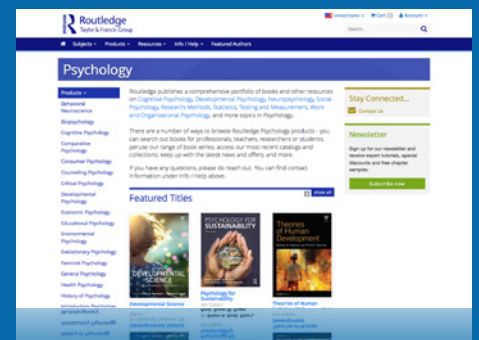 Routledge
Taylor & Francis Group
United States
Cart
Account
Search...
Subjects
Products
Resources
Info / Help
Featured Authors
Psychology
Products
Behavioral
Neuroscience
Biopsychology
Cognitive Psychology
Comparative
Psychology
Consumer Psychology
Counseling Psychology
Critical Psychology
Developmental
Psychology
Economic Psychology
Educational Psychology
Environmental
Psychology
Evolutionary Psychology
Feminist Psychology
General Psychology
Health Psychology
History of Psychology
Routledge publishes a comprehensive portfolio of books and other resources
on Cognitive Psychology, Developmental Psychology, Neuropsychology, Social
Psychology, Research Methods, Statistics, Testing and Measurement, Work
and Organizational Psychology, and more topics in Psychology.
There are a number of ways to browse Routledge Psychology products - you
can search out books for professionals, teachers, researchers or students;
peruse our range of book series; access our most recent catalogs and
collections; keep up with the latest news and offers; and more.
If you have any questions, please do reach out. You can find contact
information under Info / Help above.
Featured Titles
show all
DEVELOPMENTAL
SCIENCE
PSYCHOLOGY FOR
SUSTAINABILITY
Theories
of Human
Development
Developmental Science
Psychology for
Sustainability
Theories of Human
Stay Connected...
Contact Us
Newsletter
Sign up for our newsletter and
receive expert tutorials, special
discounts and free chapter
samples.
Subscribe now